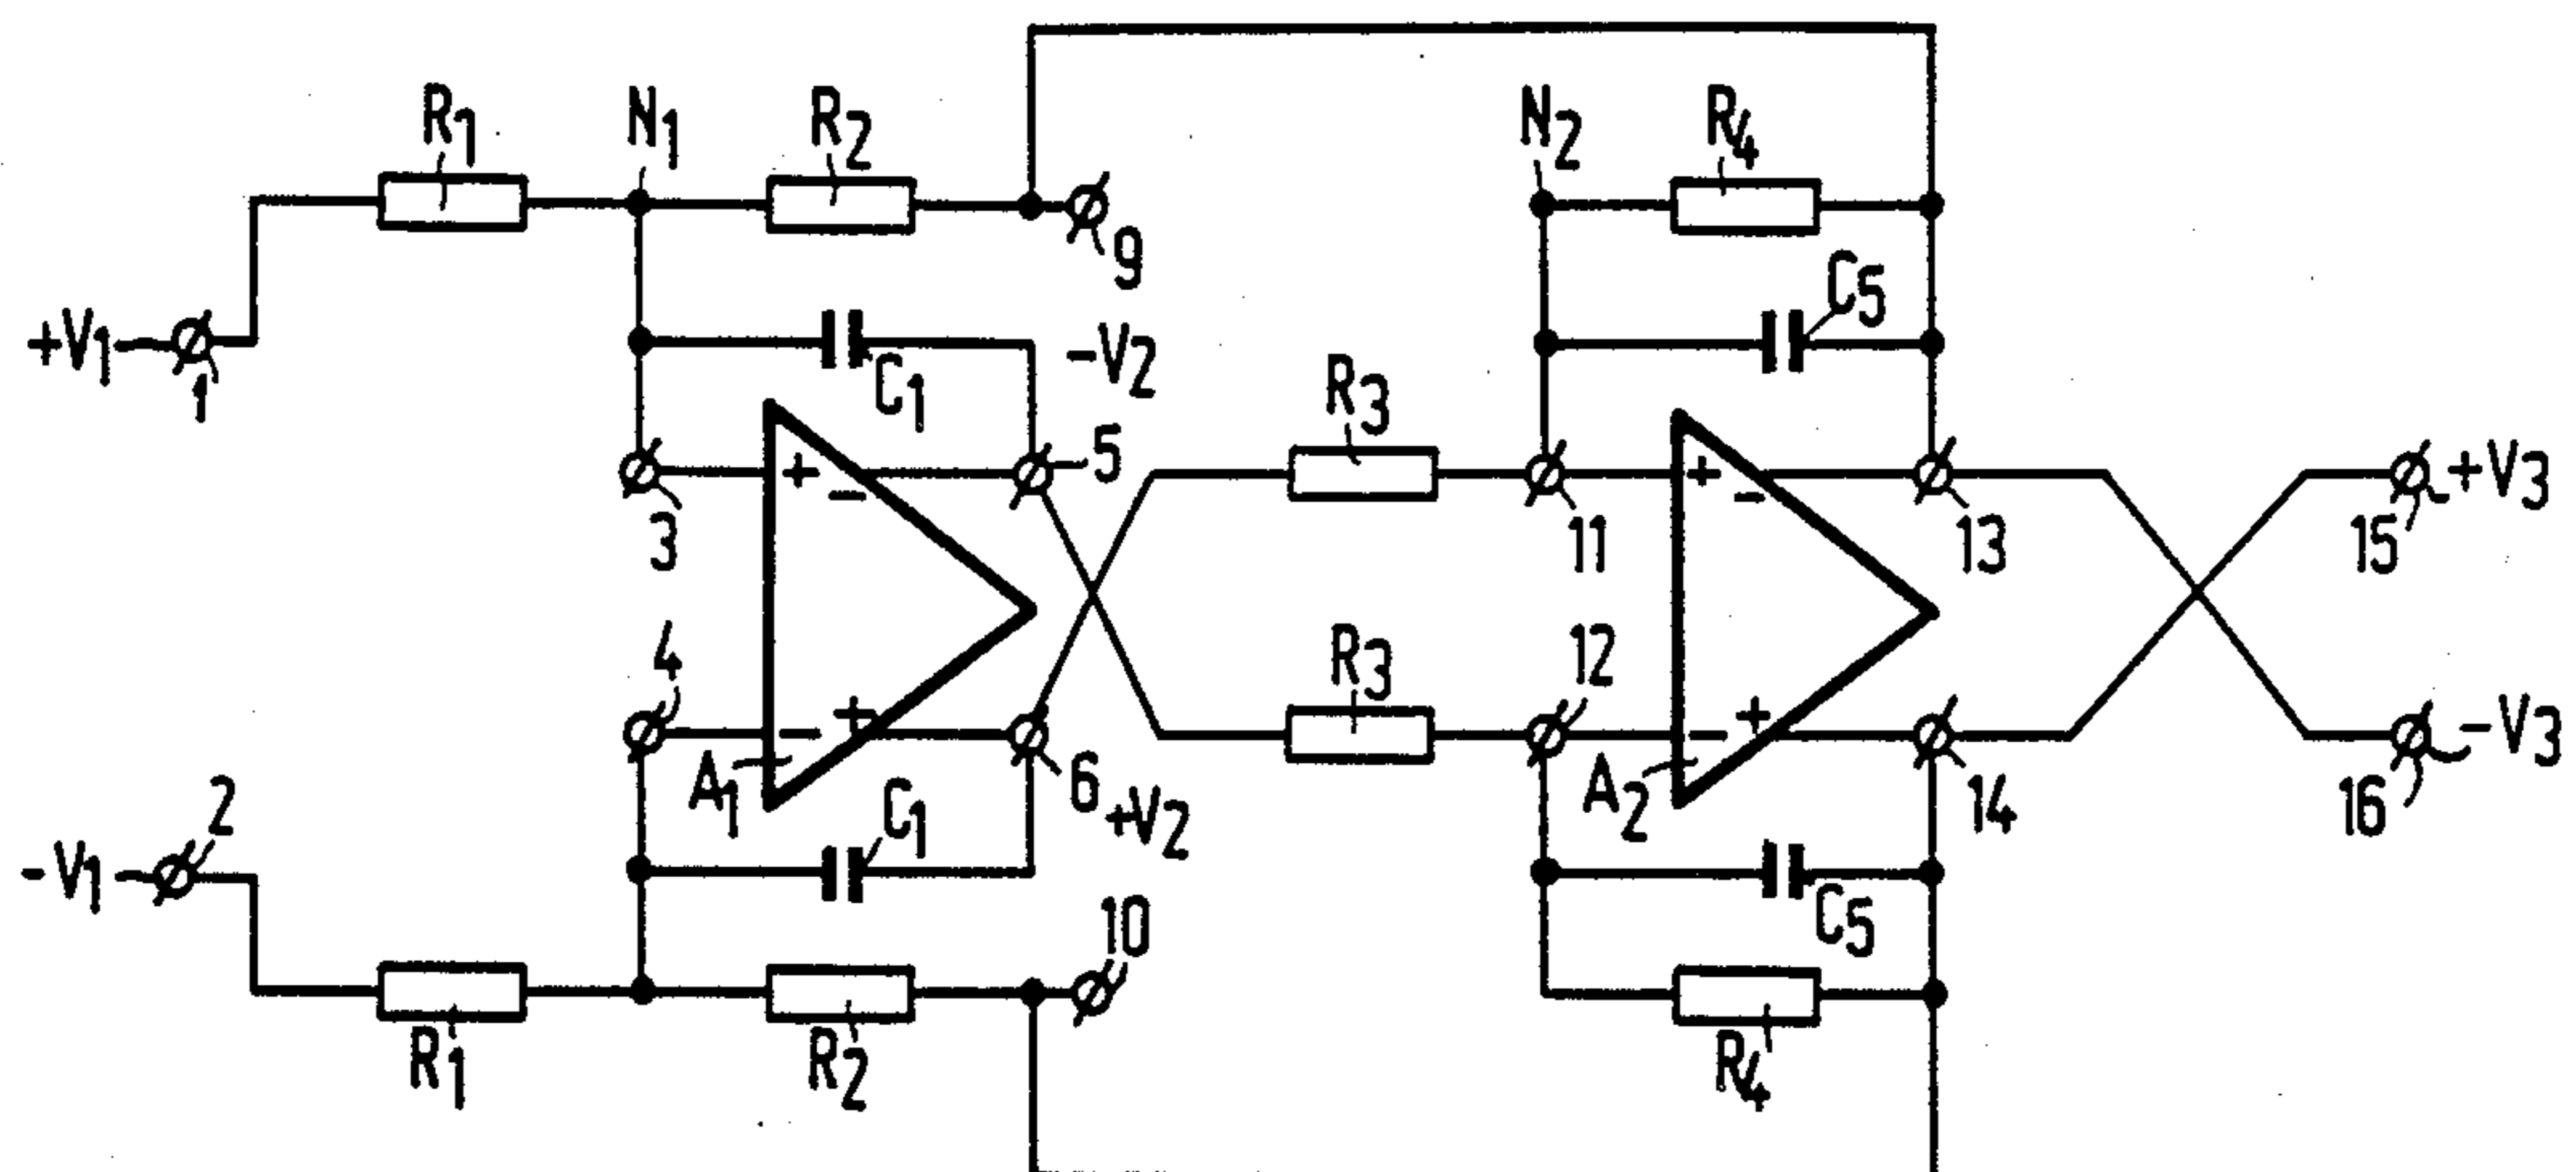 R1 N1 R2 N2 R4
9 C5
+V1 1 C1 -V2 R3
+ - 5 + - +V3
3 11 13 15
4 R3 12
- + 6 - + -V3
2 A1 C1 +V2 A2 14 16
-V1 10 C5
R1 R2 R4